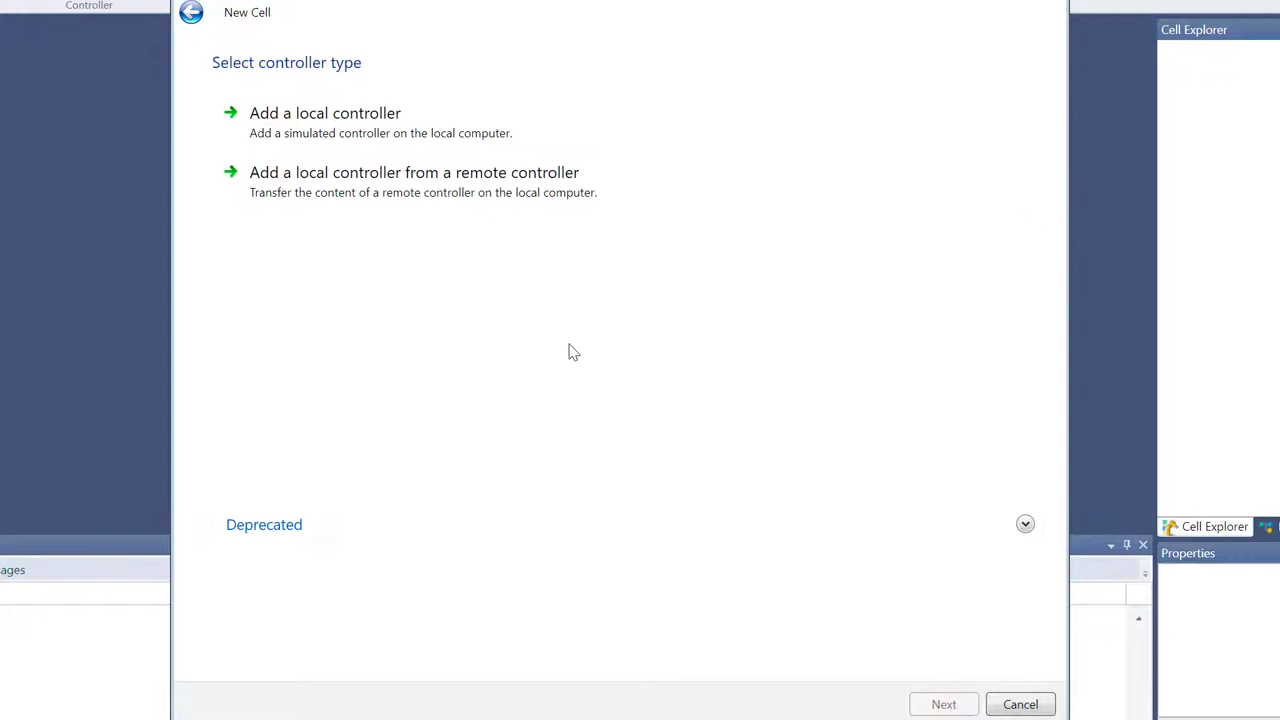 Controller
New Cell
Cell Explorer
Select controller type
Add a local controller
Add a simulated controller on the local computer.
Add a local controller from a remote controller
Transfer the content of a remote controller on the local computer.
Deprecated
Cell Explorer
Properties
ages
Next
Cancel